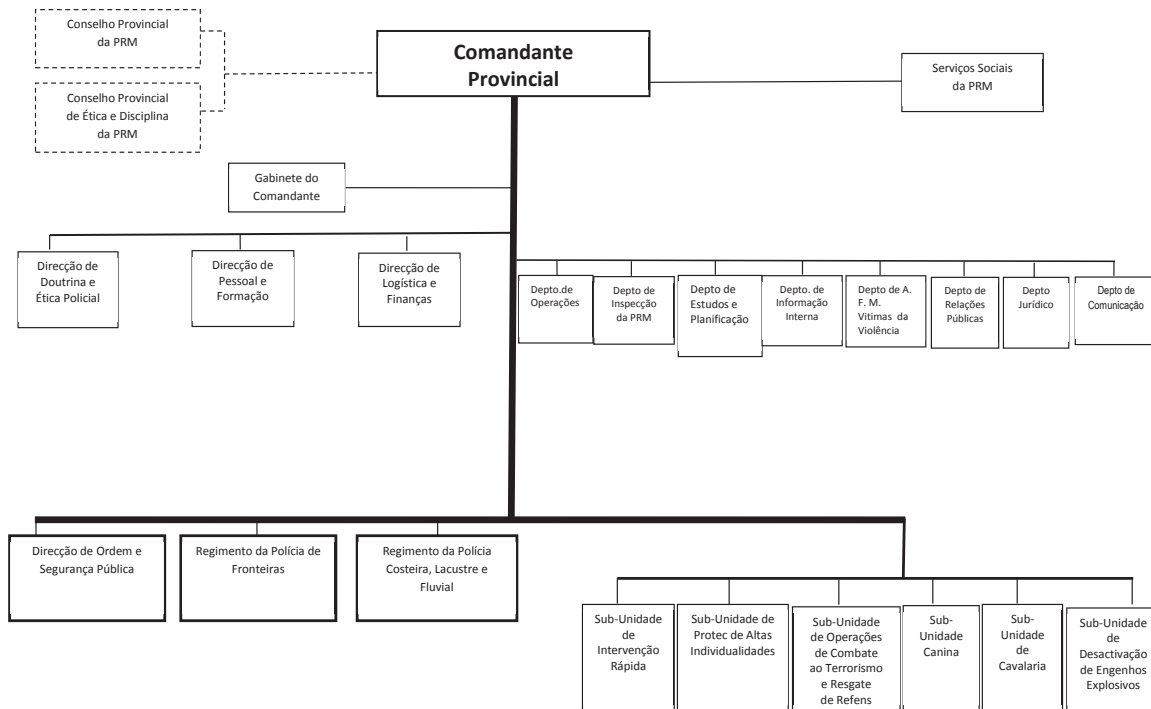 Conselho Provincial
da PRM
Comandante
Provincial
Serviços Sociais
da PRM
Conselho Provincial
de Ética e Disciplina
da PRM
Gabinete do
Comandante
Direcção de
Doutrina e
Ética Policial
Direcção de
Pessoal e
Formação
Direcção de
Logística e
Finanças
Depto.de
Operações
Depto de
Inspecção
da PRM
Depto de
Estudos e
Planificação
Depto. de
Informação
Interna
Depto de A.
F. M.
Vitimas da
Violência
Depto de
Relações
Públicas
Depto
Jurídico
Depto de
Comunicação
Direcção de Ordem e
Segurança Pública
Regimento da Polícia de
Fronteiras
Regimento da Polícia
Costeira, Lacustre e
Fluvial
Sub-Unidade
de
Intervenção
Rápida
Sub-Unidade de
Protec de Altas
Individualidades
Sub-Unidade
de Operações
de Combate
ao Terrorismo
e Resgate
de Refens
Sub-
Unidade
Canina
Sub-
Unidade
de
Cavalaria
Sub-Unidade
de
Desactivação
de Engenhos
Explosivos